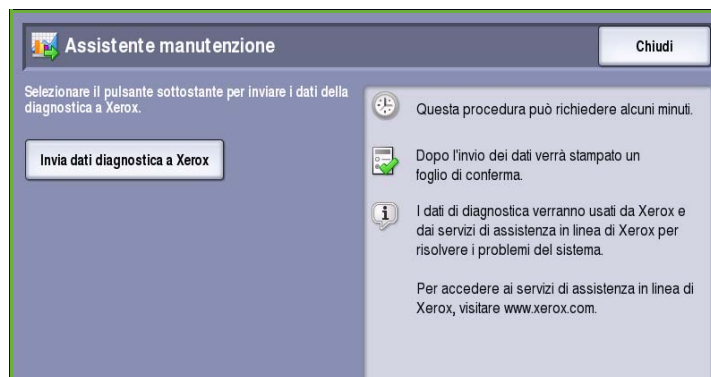 Assistente manutenzione
Chiudi
Selezionare il pulsante sottostante per inviare i dati della
diagnostica a Xerox.
Invia dati diagnostica a Xerox
Questa procedura può richiedere alcuni minuti.
Dopo l'invio dei dati verrà stampato un
foglio di conferma.
I dati di diagnostica verranno usati da Xerox e
dai servizi di assistenza in linea di Xerox per
risolvere i problemi del sistema.
Per accedere ai servizi di assistenza in linea di
Xerox, visitare www.xerox.com.